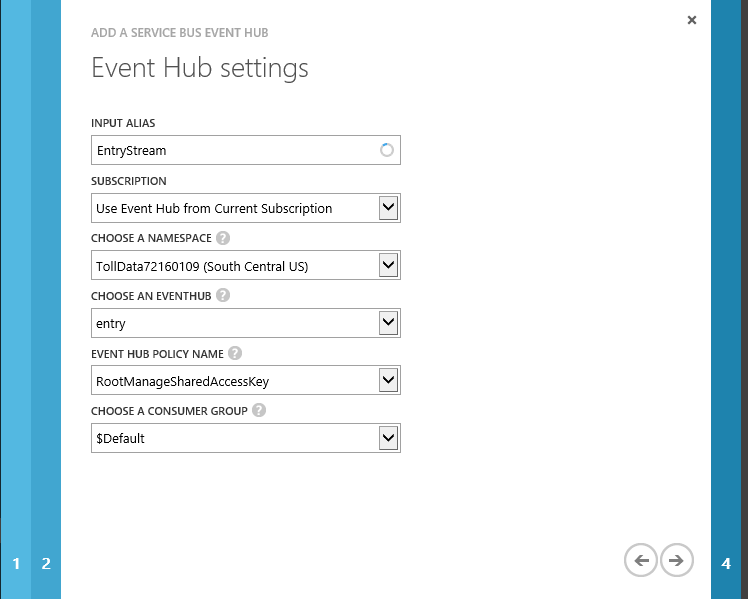 ADD A SERVICE BUS EVENT HUB
Event Hub settings
INPUT ALIAS
EntryStream
SUBSCRIPTION
Use Event Hub from Current Subscription
CHOOSE A NAMESPACE ?
TollData72160109 (South Central US)
CHOOSE AN EVENTHUB ?
entry
EVENT HUB POLICY NAME ?
RootManageSharedAccessKey
CHOOSE A CONSUMER GROUP ?
$Default
1 2 4